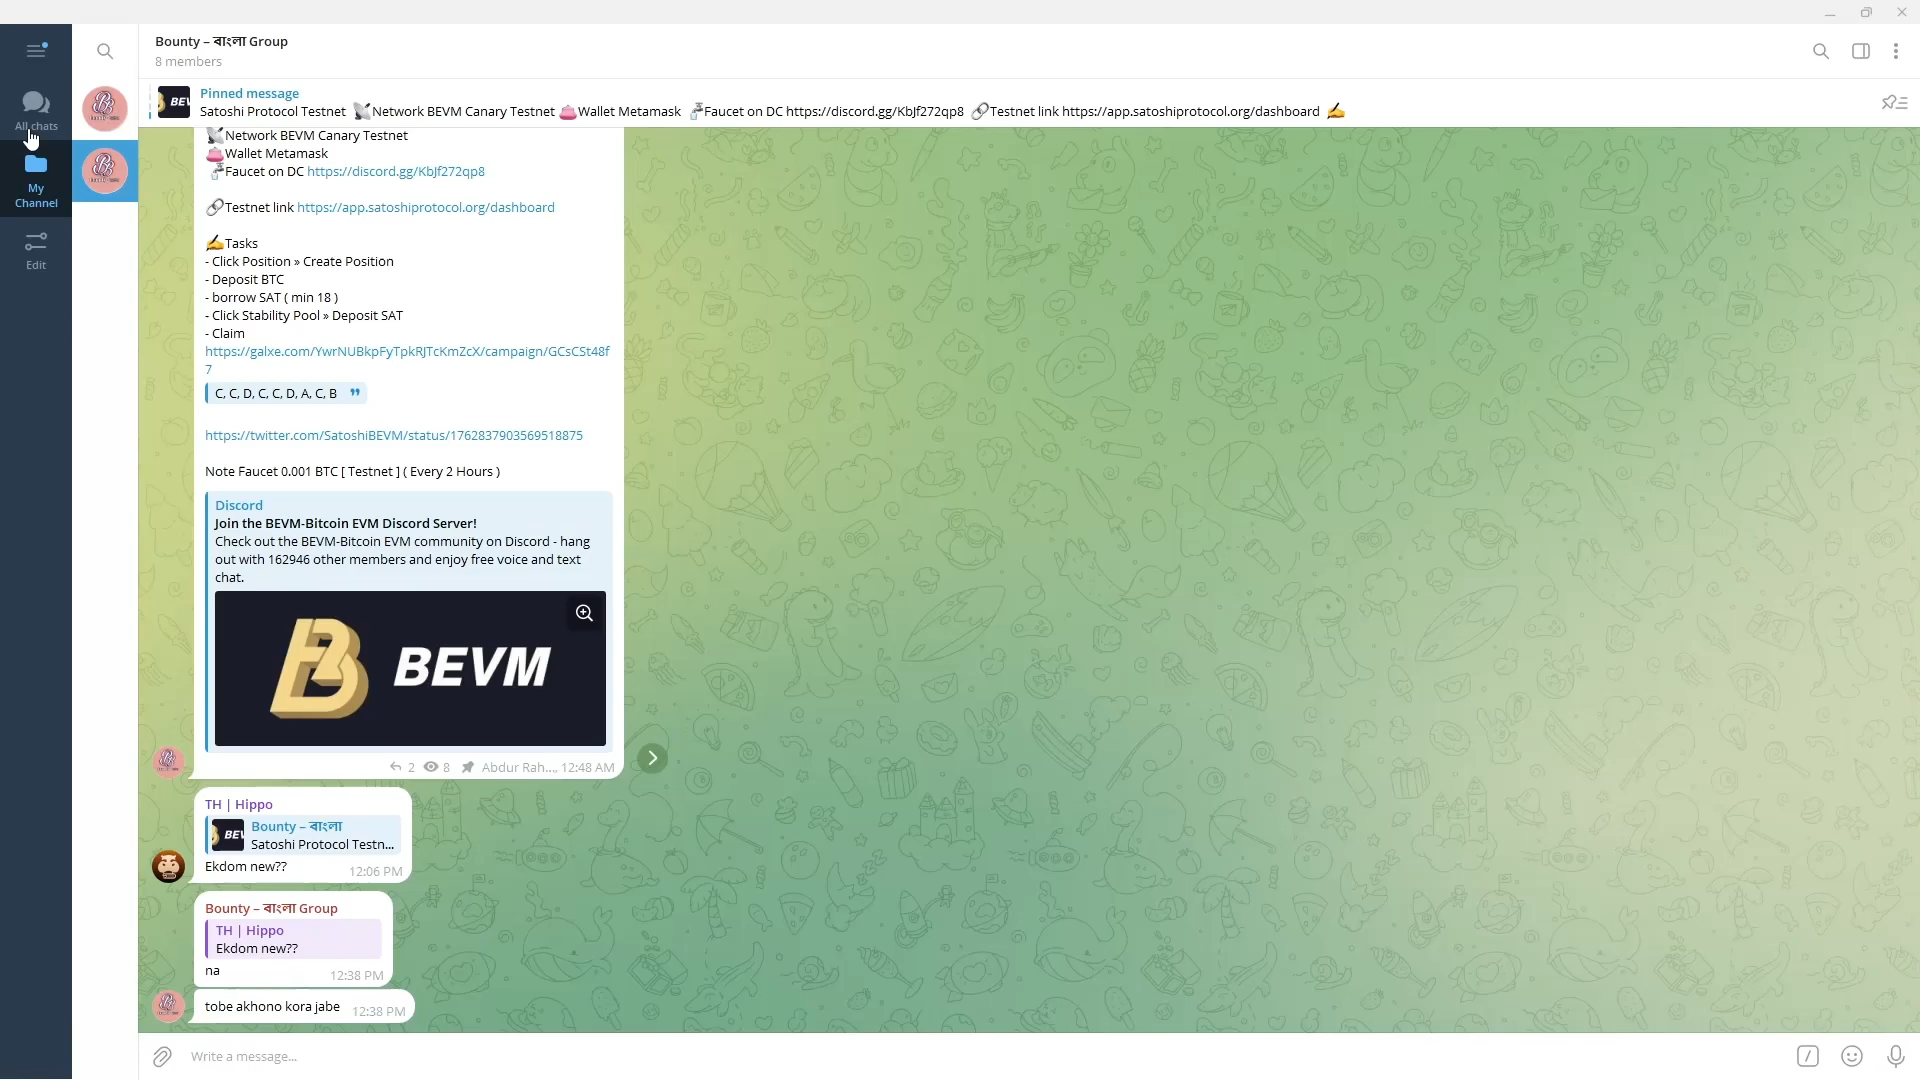 Bounty – বাংলা Group
8 members
All chats
My
Channel
Edit
Pinned message
Satoshi Protocol Testnet 📡Network BEVM Canary Testnet 👛Wallet Metamask 🚰Faucet on DC https://discord.gg/KbJf272qp8 🔗Testnet link https://app.satoshiprotocol.org/dashboard ✍️
📡Network BEVM Canary Testnet
👛Wallet Metamask
🚰Faucet on DC https://discord.gg/KbJf272qp8
🔗Testnet link https://app.satoshiprotocol.org/dashboard
✍️Tasks
- Click Position » Create Position
- Deposit BTC
- borrow SAT ( min 18 )
- Click Stability Pool » Deposit SAT
- Claim
https://galxe.com/YwrNUBkpFyTpkRJTcKmZcX/campaign/GCsCSt48f
7
C, C, D, C, C, D, A, C, B
https://twitter.com/SatoshiBEVM/status/1762837903569518875
Note Faucet 0.001 BTC [ Testnet ] ( Every 2 Hours )
Discord
Join the BEVM-Bitcoin EVM Discord Server!
Check out the BEVM-Bitcoin EVM community on Discord - hang
out with 162946 other members and enjoy free voice and text
chat.
BEVM
2 8 Abdur Rah..., 12:48 AM
TH | Hippo
Bounty – বাংলা
Satoshi Protocol Testn...
Ekdom new??
12:06 PM
Bounty – বাংলা Group
TH | Hippo
Ekdom new??
na
12:38 PM
tobe akhono kora jabe 12:38 PM
Write a message...